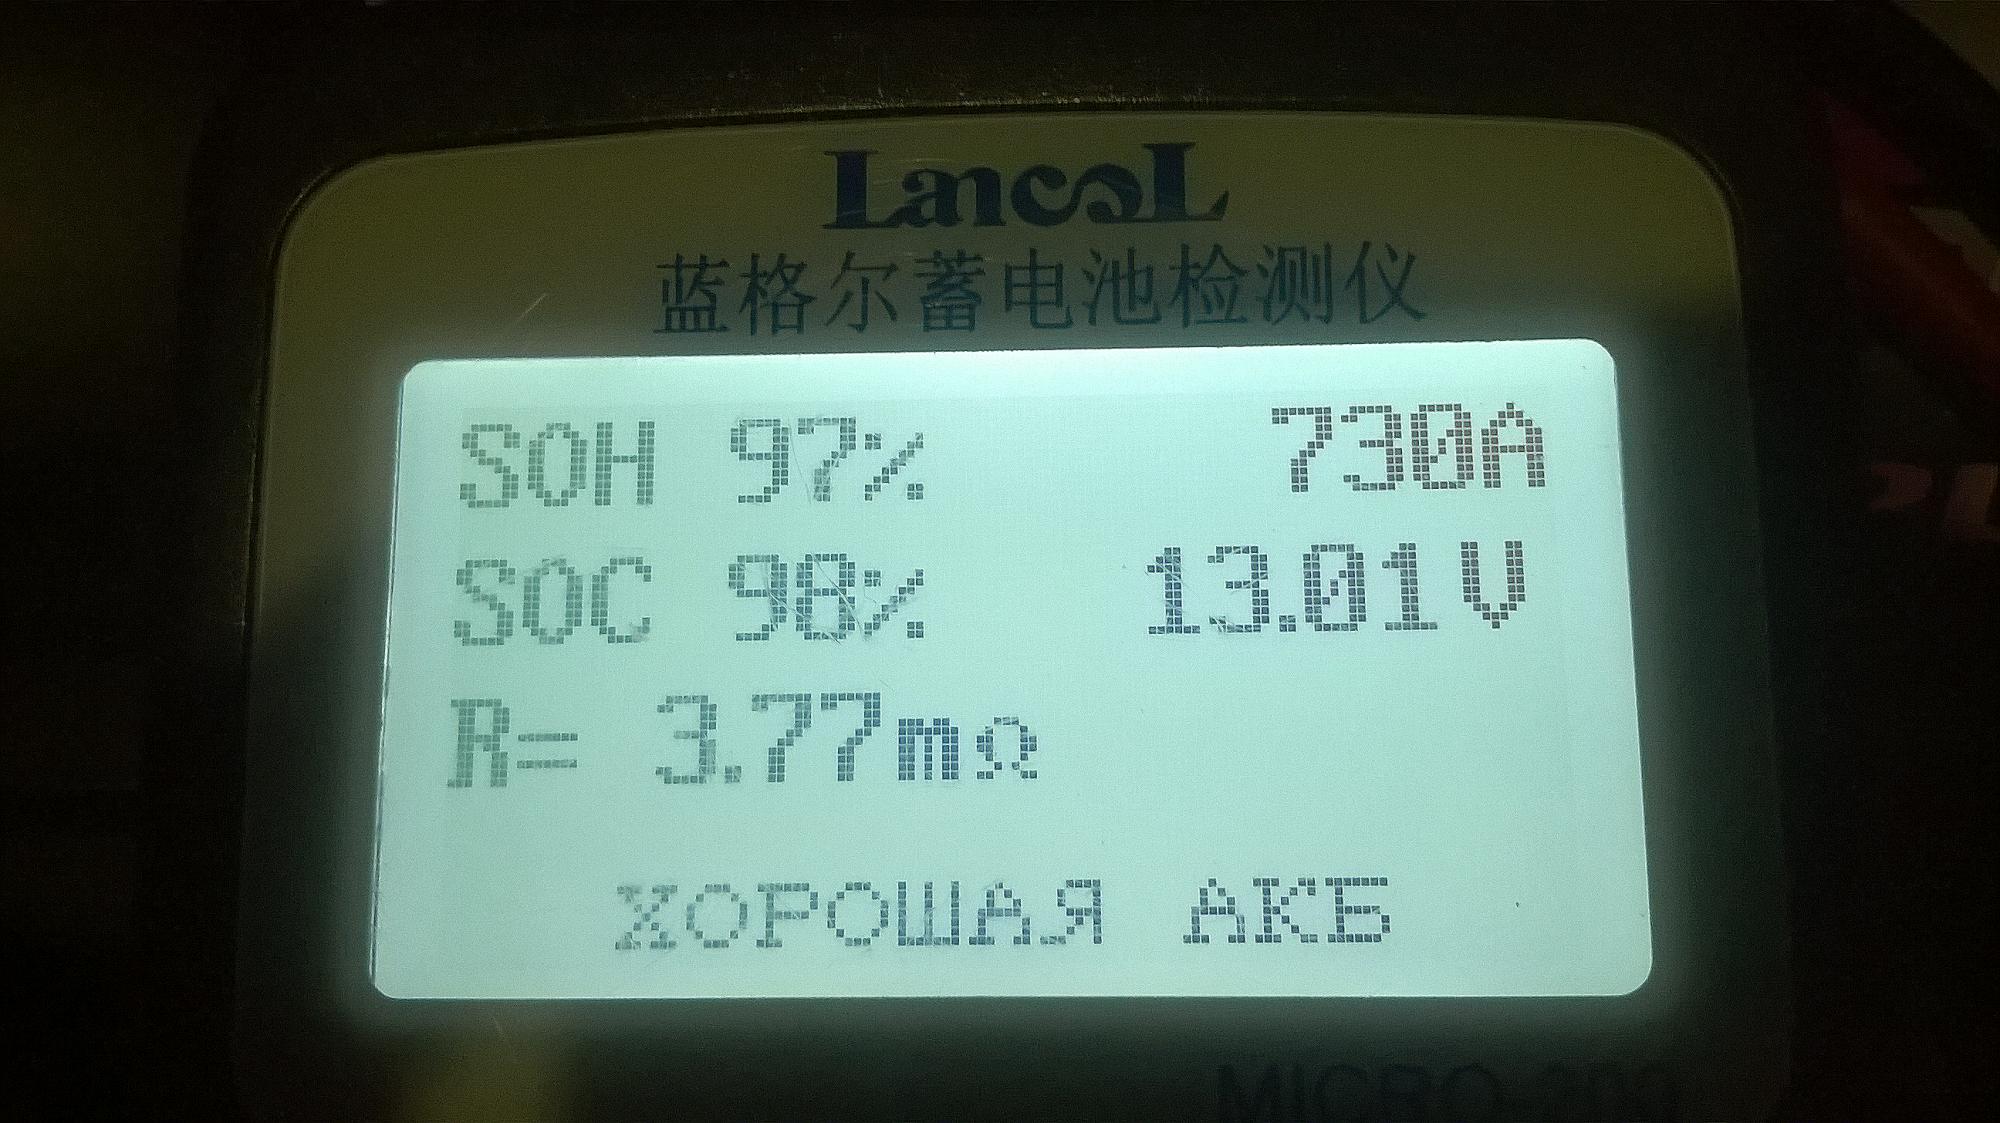 Lancol
蓝格尔蓄电池检测仪
SOH 97% 730A
SOC 98% 13.01V
R= 3.77mΩ
ХОРОШАЯ АКБ